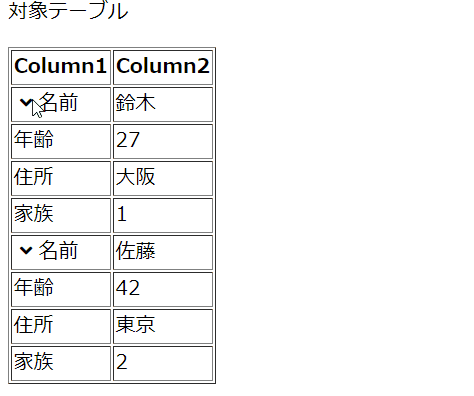 対象テーブル
Column1 Column2
名前 鈴木
年齢 27
住所 大阪
家族 1
名前 佐藤
年齢 42
住所 東京
家族 2